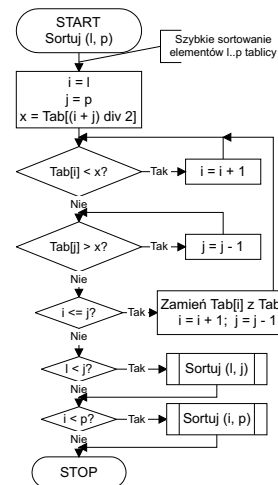 START
Sortuj (l, p)
Szybkie sortowanie
elementów l..p tablicy
i = l
j = p
x = Tab[(i + j) div 2]
Tab[i] < x?
Tak
i = i + 1
Nie
Tab[j] > x?
Tak
j = j - 1
Nie
i <= j?
Tak
Zamień Tab[i] z Tab
i = i + 1; j = j - 1
Nie
l < j?
Tak
Sortuj (l, j)
Nie
i < p?
Tak
Sortuj (i, p)
Nie
STOP